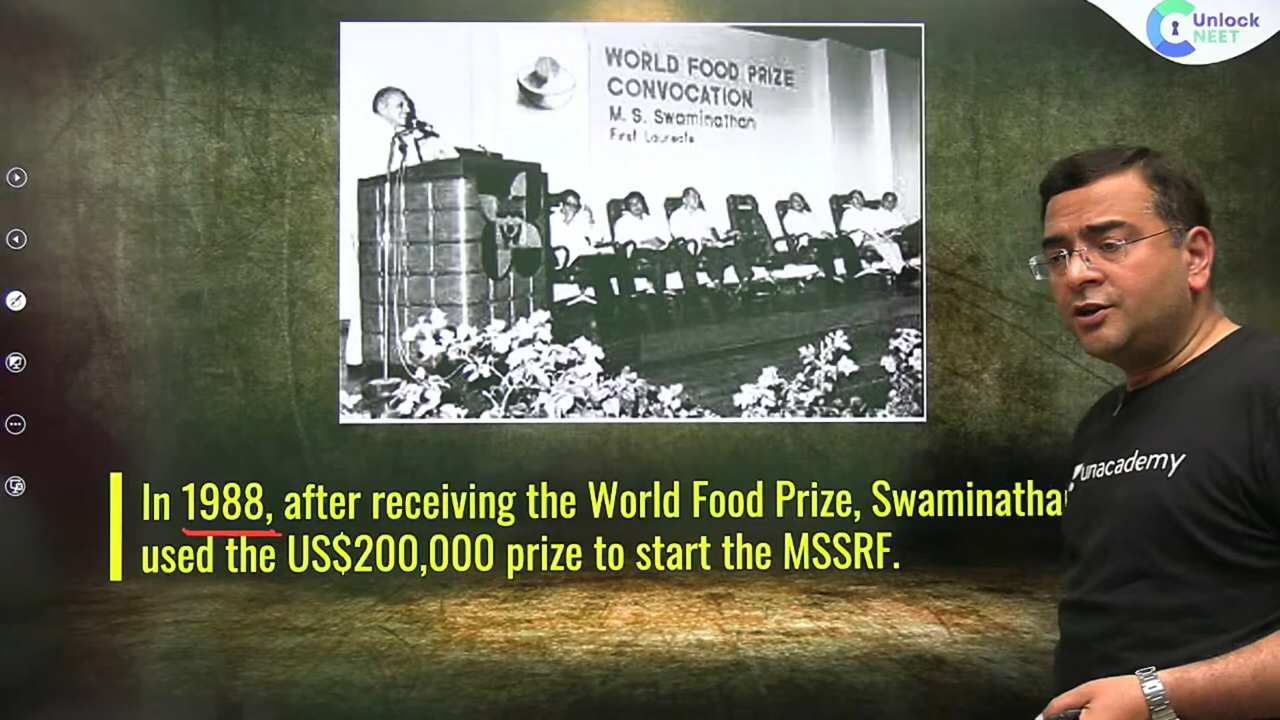 Unlock
NEET
WORLD FOOD PRIZE
CONVOCATION
M. S. Swaminathan
First Laureate
unacademy
In 1988, after receiving the World Food Prize, Swaminatha
used the US$200,000 prize to start the MSSRF.